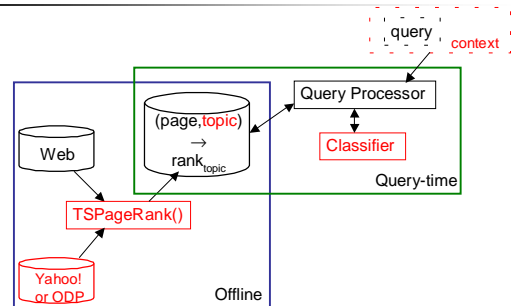 query
context
Query Processor
(page,topic)
→
rank topic
Classifier
Web
Query-time
TSPageRank()
Yahoo!
or ODP
Offline